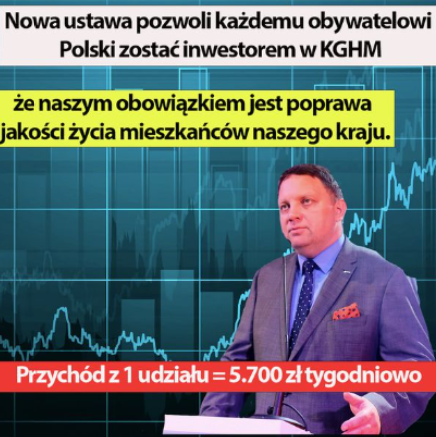 Nowa ustawa pozwoli każdemu obywatelowi
Polski zostać inwestorem w KGHM
że naszym obowiązkiem jest poprawa
jakości życia mieszkańców naszego kraju.
Przychód z 1 udziału = 5.700 zł tygodniowo